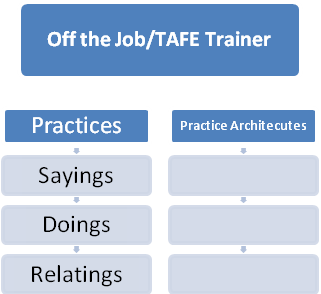 Off the Job/TAFE Trainer
Practices
Practice Architecutes
Sayings
Doings
Relatings